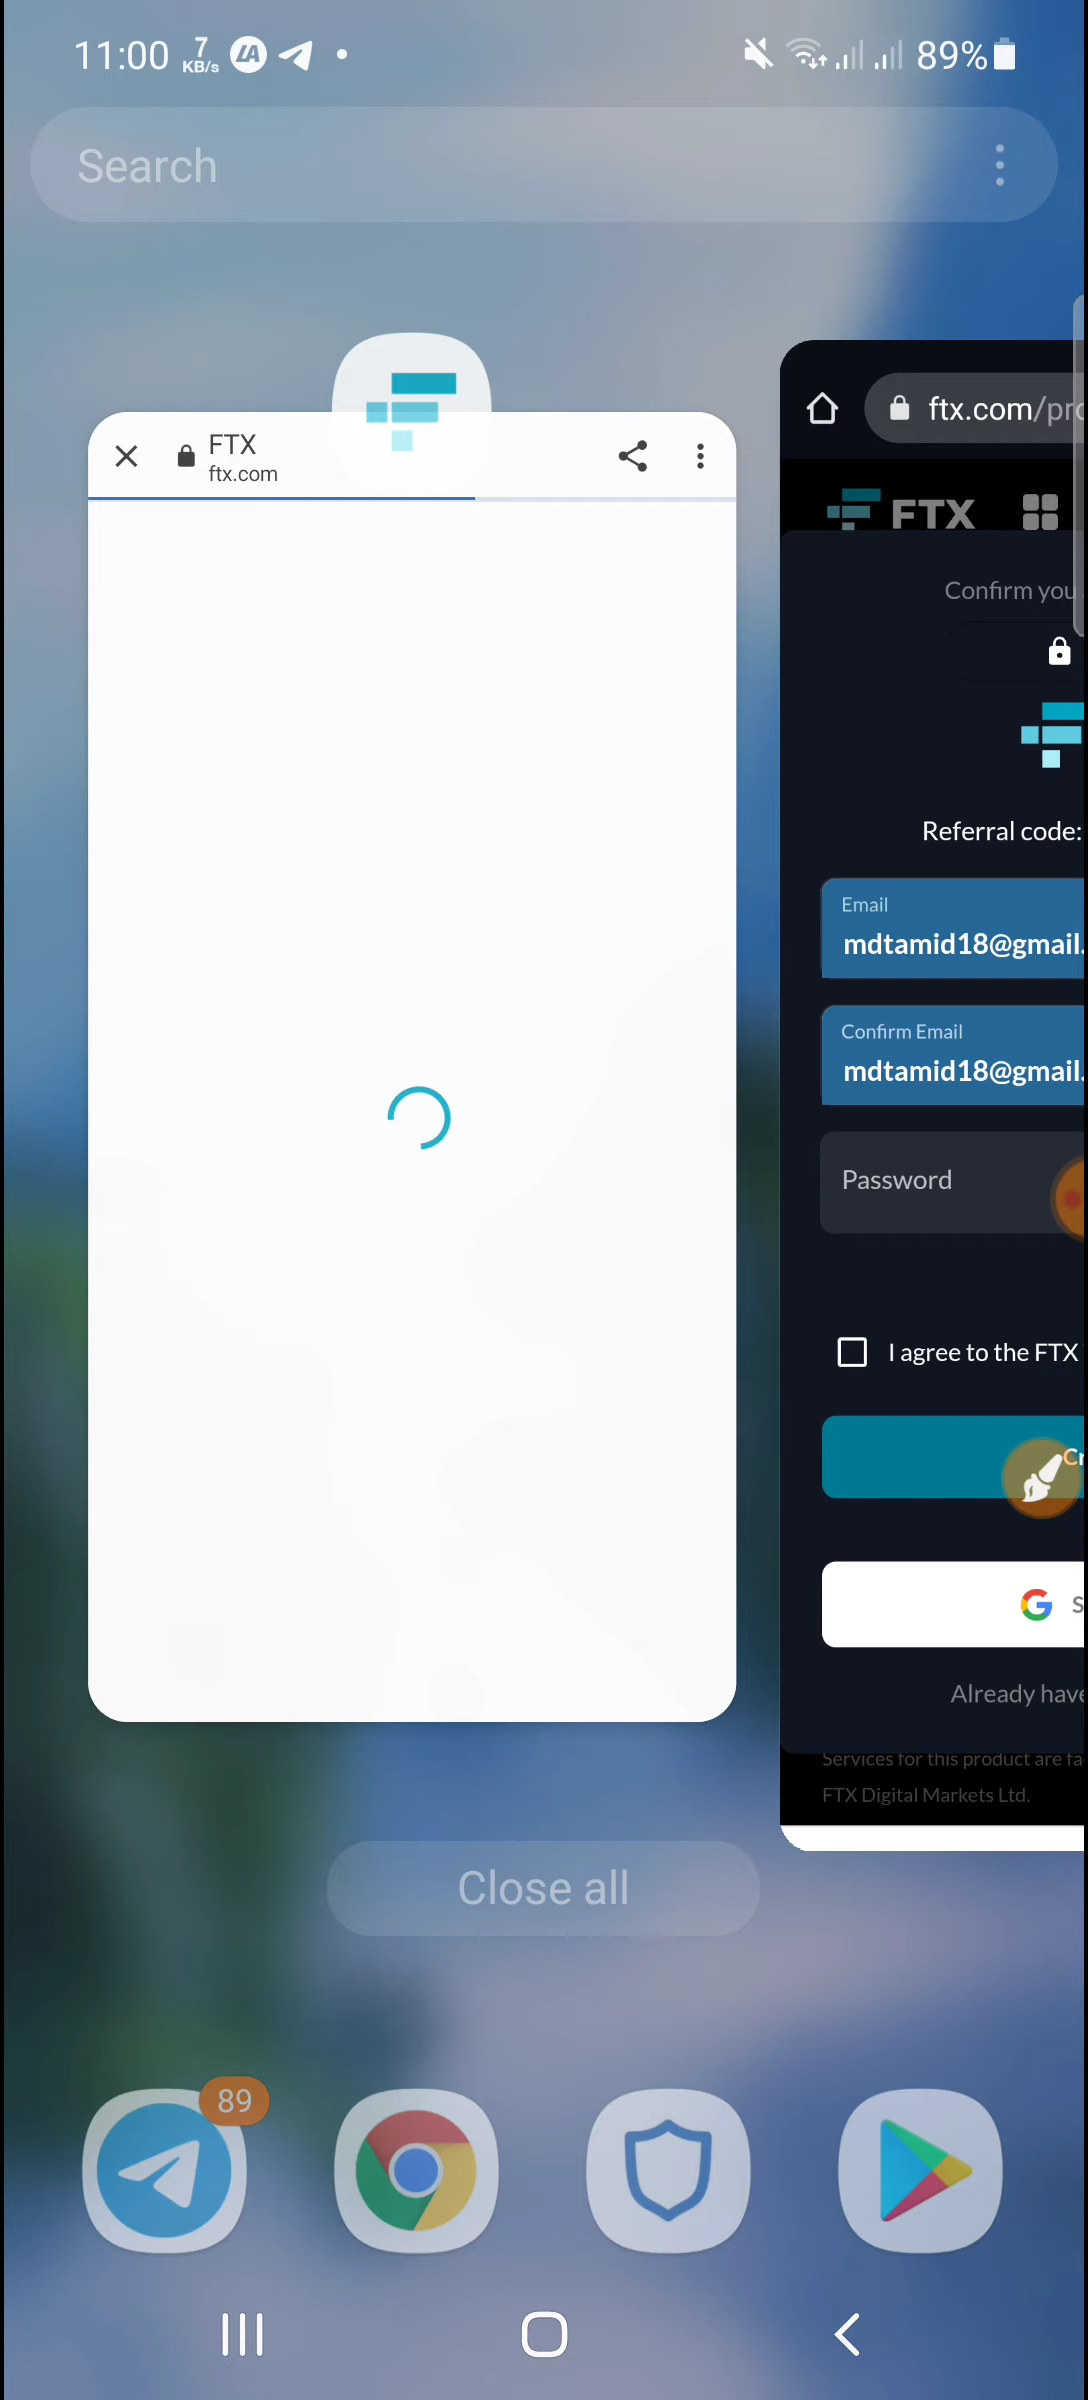 11:00 7 KB/s LA 89%
Search
FTX
ftx.com
ftx.com/pro
FTX
Confirm you
Referral code:
Email
mdtamid18@gmail.
Confirm Email
mdtamid18@gmail.
Password
I agree to the FTX
Cr
S
Already have
Services for this product are fa
FTX Digital Markets Ltd.
Close all
89